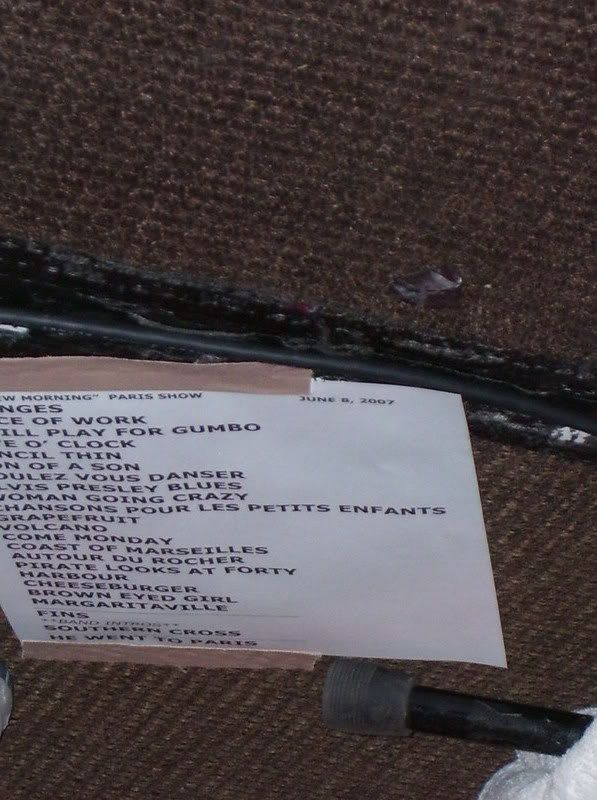 EW MORNING" PARIS SHOW JUNE 8, 2007
NGES
CE OF WORK
ILL PLAY FOR GUMBO
E O' CLOCK
NCIL THIN
ON OF A SON
OULEZ VOUS DANSER
LVIS PRESLEY BLUES
WOMAN GOING CRAZY
CHANSONS POUR LES PETITS ENFANTS
GRAPEFRUIT
VOLCANO
COME MONDAY
COAST OF MARSEILLES
AUTOUR DU ROCHER
PIRATE LOOKS AT FORTY
HARBOUR
CHEESEBURGER
BROWN EYED GIRL
MARGARITAVILLE
FINS
**BAND INTROS**
SOUTHERN CROSS
HE WENT TO PARIS